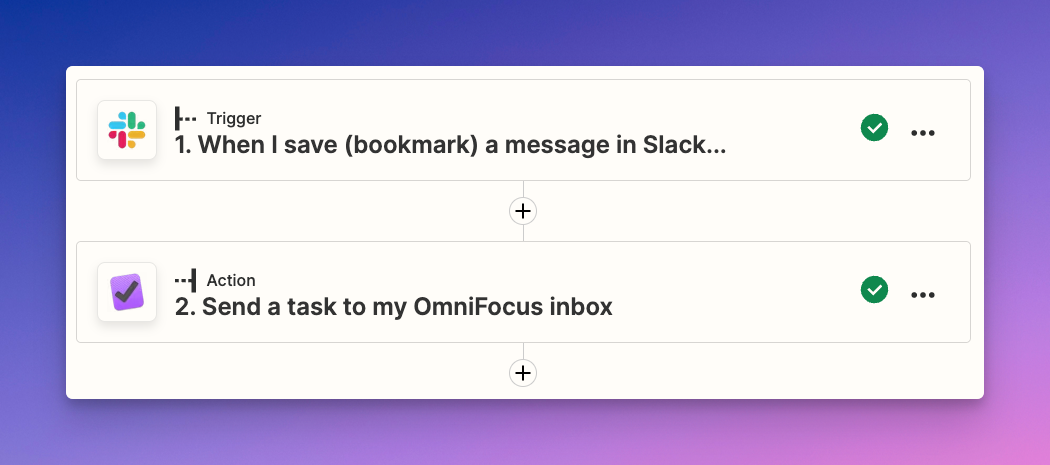 Trigger
1. When I save (bookmark) a message in Slack...
Action
2. Send a task to my OmniFocus inbox